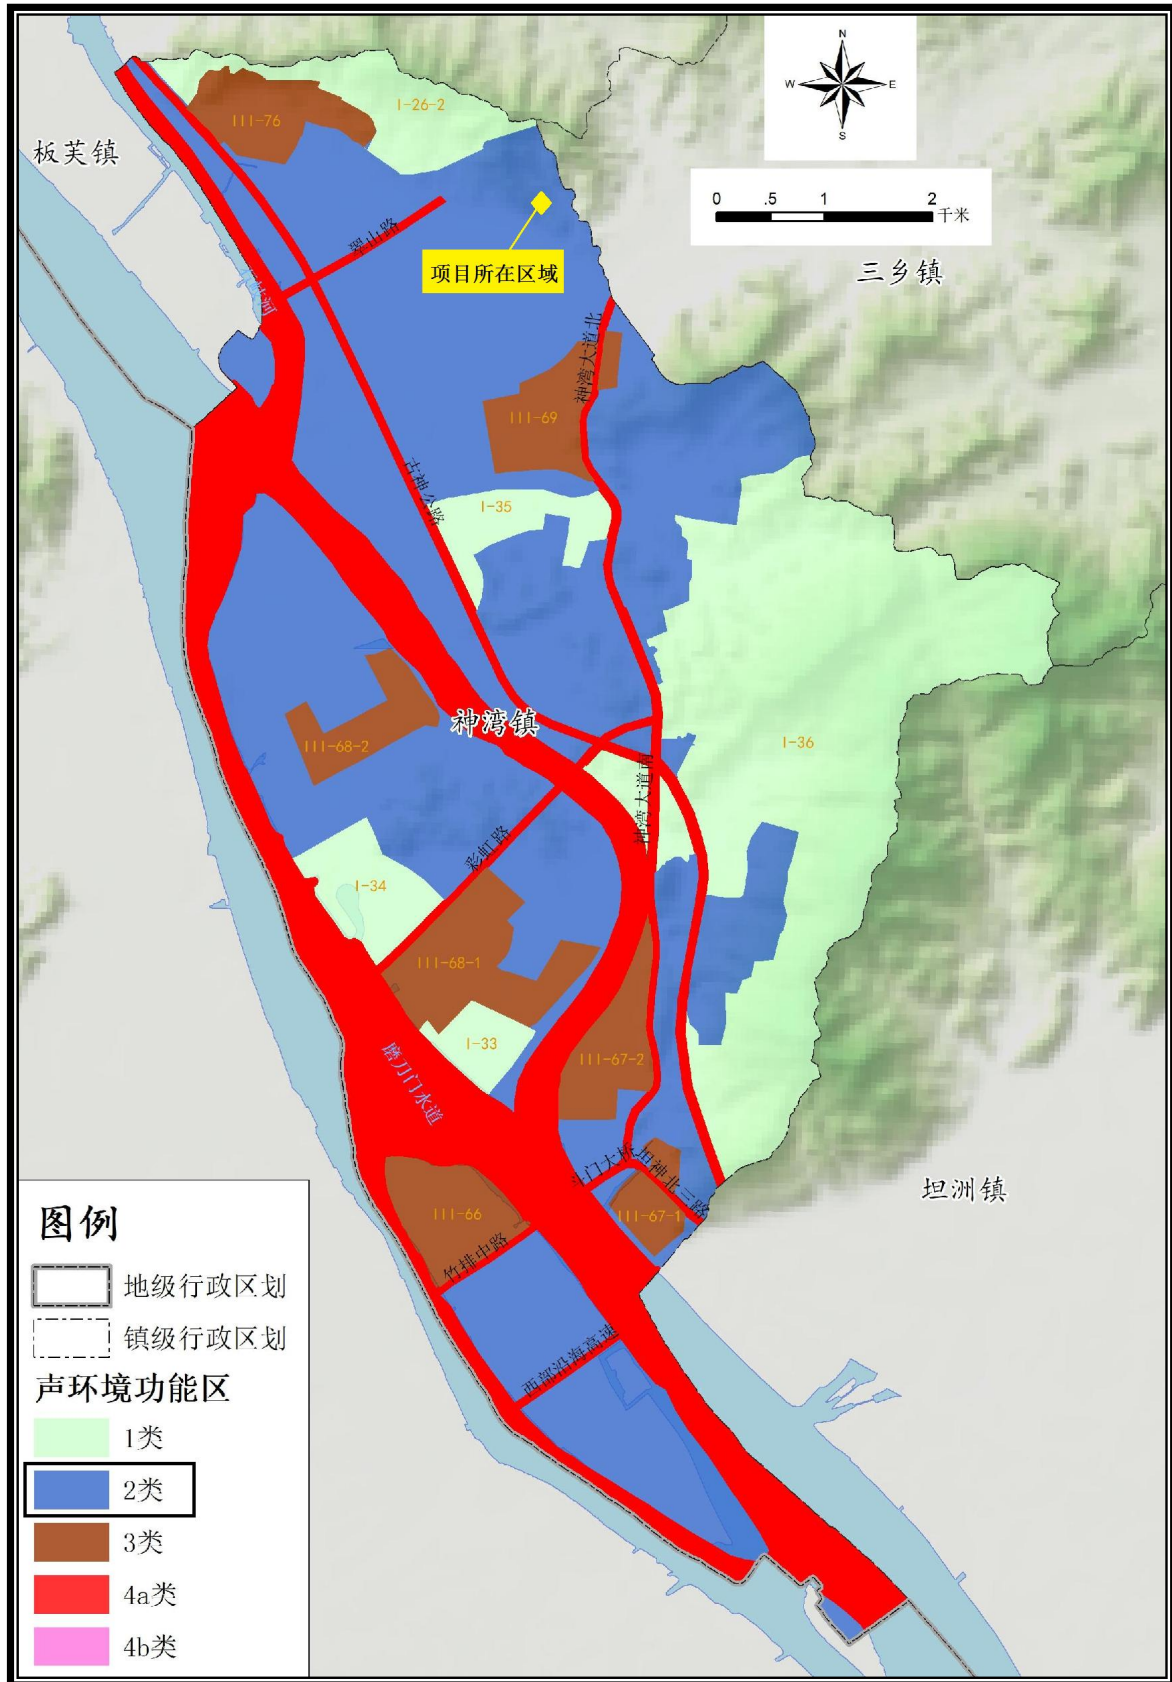 N
W E
S
0 .5 1 2
千米
板芙镇
III-76
I-26-2
翠山路
项目所在区域
三乡镇
神湾大道北
III-69
古神公路
I-35
III-68-2
神湾镇
I-36
神湾大道南
彩虹路
I-34
III-68-1
I-33
磨刀门水道
III-67-2
斗门大桥
坦神北三路
III-67-1
坦洲镇
III-66
竹排中路
西部沿海高速
图例
地级行政区划
镇级行政区划
声环境功能区
1类
2类
3类
4a类
4b类